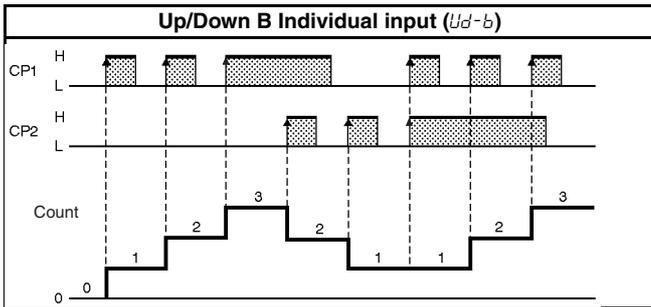 Up/Down B Individual input (Ud-b)
CP1 H
L
CP2 H
L
Count
3 3
2 2 2
1 1 1
0 0